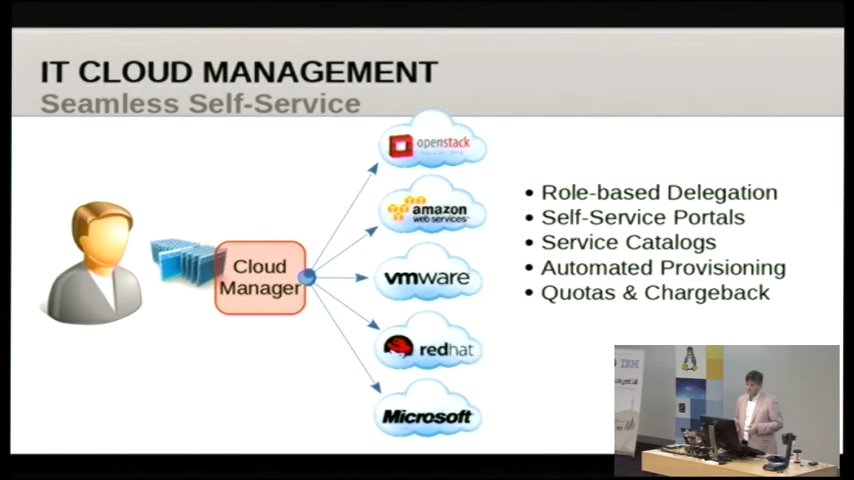 IT CLOUD MANAGEMENT
Seamless Self-Service
openstack
amazon
web services
vmware
redhat
Microsoft
Cloud
Manager
• Role-based Delegation
• Self-Service Portals
• Service Catalogs
• Automated Provisioning
• Quotas & Chargeback
IBM